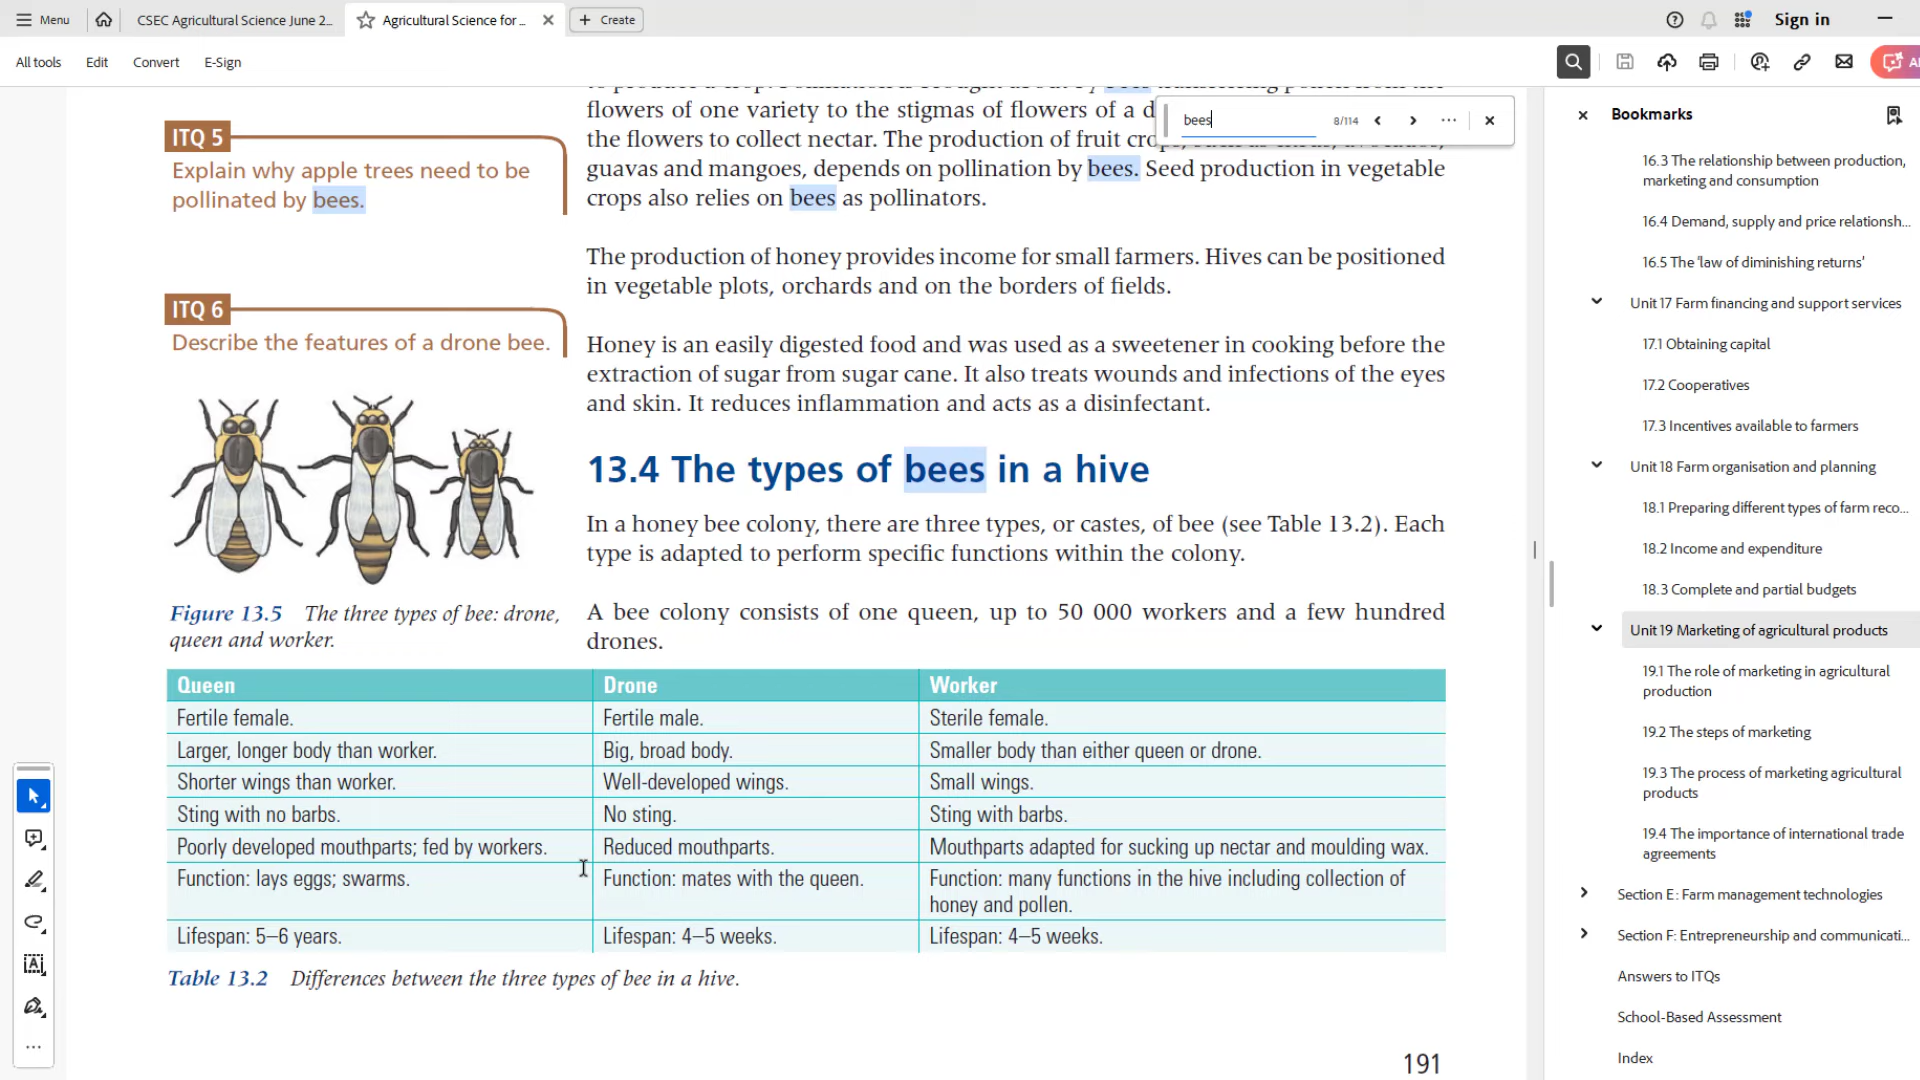 Menu
CSEC Agricultural Science June 2...
Agricultural Science for ...
Create
Sign in
All tools
Edit
Convert
E-Sign
bees
8/114
ITQ 5
Explain why apple trees need to be
pollinated by bees.
ITQ 6
Describe the features of a drone bee.
Figure 13.5 The three types of bee: drone,
queen and worker.
flowers of one variety to the stigmas of flowers of a d
the flowers to collect nectar. The production of fruit crops, such as citrus, avocados,
guavas and mangoes, depends on pollination by bees. Seed production in vegetable
crops also relies on bees as pollinators.
The production of honey provides income for small farmers. Hives can be positioned
in vegetable plots, orchards and on the borders of fields.
Honey is an easily digested food and was used as a sweetener in cooking before the
extraction of sugar from sugar cane. It also treats wounds and infections of the eyes
and skin. It reduces inflammation and acts as a disinfectant.
13.4 The types of bees in a hive
In a honey bee colony, there are three types, or castes, of bee (see Table 13.2). Each
type is adapted to perform specific functions within the colony.
A bee colony consists of one queen, up to 50 000 workers and a few hundred
drones.
Queen Drone Worker
Fertile female. Fertile male. Sterile female.
Larger, longer body than worker. Big, broad body. Smaller body than either queen or drone.
Shorter wings than worker. Well-developed wings. Small wings.
Sting with no barbs. No sting. Sting with barbs.
Poorly developed mouthparts; fed by workers. Reduced mouthparts. Mouthparts adapted for sucking up nectar and moulding wax.
Function: lays eggs; swarms. Function: mates with the queen. Function: many functions in the hive including collection of
honey and pollen.
Lifespan: 5–6 years. Lifespan: 4–5 weeks. Lifespan: 4–5 weeks.
Table 13.2 Differences between the three types of bee in a hive.
191
Bookmarks
16.3 The relationship between production,
marketing and consumption
16.4 Demand, supply and price relationsh...
16.5 The 'law of diminishing returns'
Unit 17 Farm financing and support services
17.1 Obtaining capital
17.2 Cooperatives
17.3 Incentives available to farmers
Unit 18 Farm organisation and planning
18.1 Preparing different types of farm reco...
18.2 Income and expenditure
18.3 Complete and partial budgets
Unit 19 Marketing of agricultural products
19.1 The role of marketing in agricultural
production
19.2 The steps of marketing
19.3 The process of marketing agricultural
products
19.4 The importance of international trade
agreements
Section E: Farm management technologies
Section F: Entrepreneurship and communicati...
Answers to ITQs
School-Based Assessment
Index